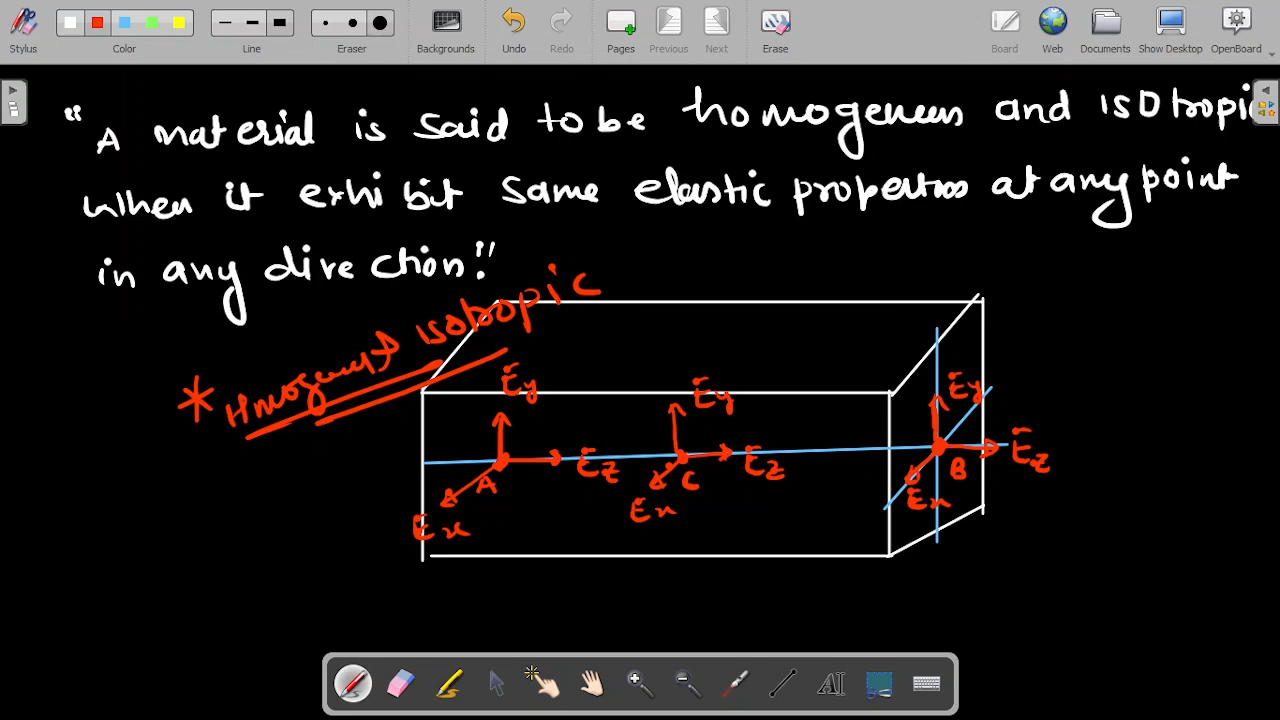 Stylus
Color
Line
Eraser
Backgrounds
Undo
Redo
Pages
Previous
Next
Erase
Board
Web
Documents
Show Desktop
OpenBoard
"A material is said to be homogeneous and isotropic
when it exhibit same elastic properties at any point
in any direction."
* Homogenus isotropic
Ey
Ey
Ey
Ez
Ez
Ez
A
C
B
Ex
Ex
Ex
AI